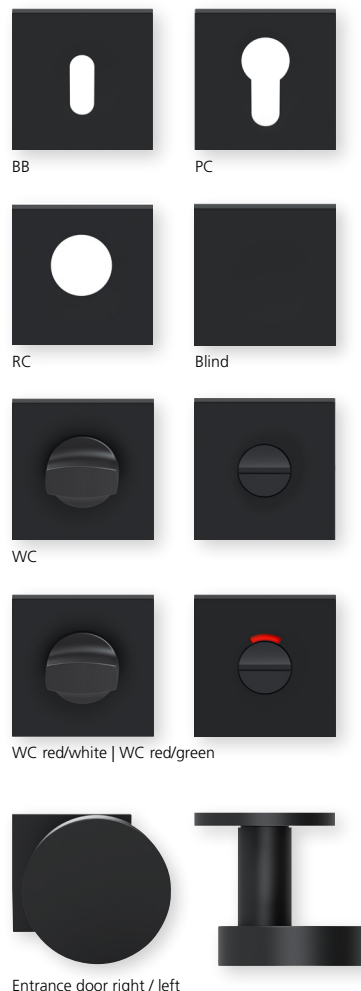 BB
PC
RC
Blind
WC
WC red/white | WC red/green
Entrance door right / left